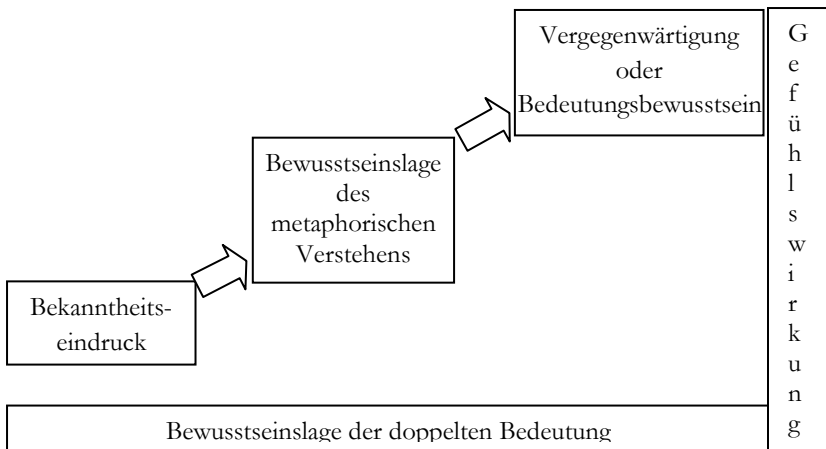 Vergegenwärtigung
oder
Bedeutungsbewusstsein
Bewusstseinslage
des
metaphorischen
Verstehens
Bekanntheits-
eindruck
Bewusstseinslage der doppelten Bedeutung
G
e
f
ü
h
l
s
w
i
r
k
u
n
g